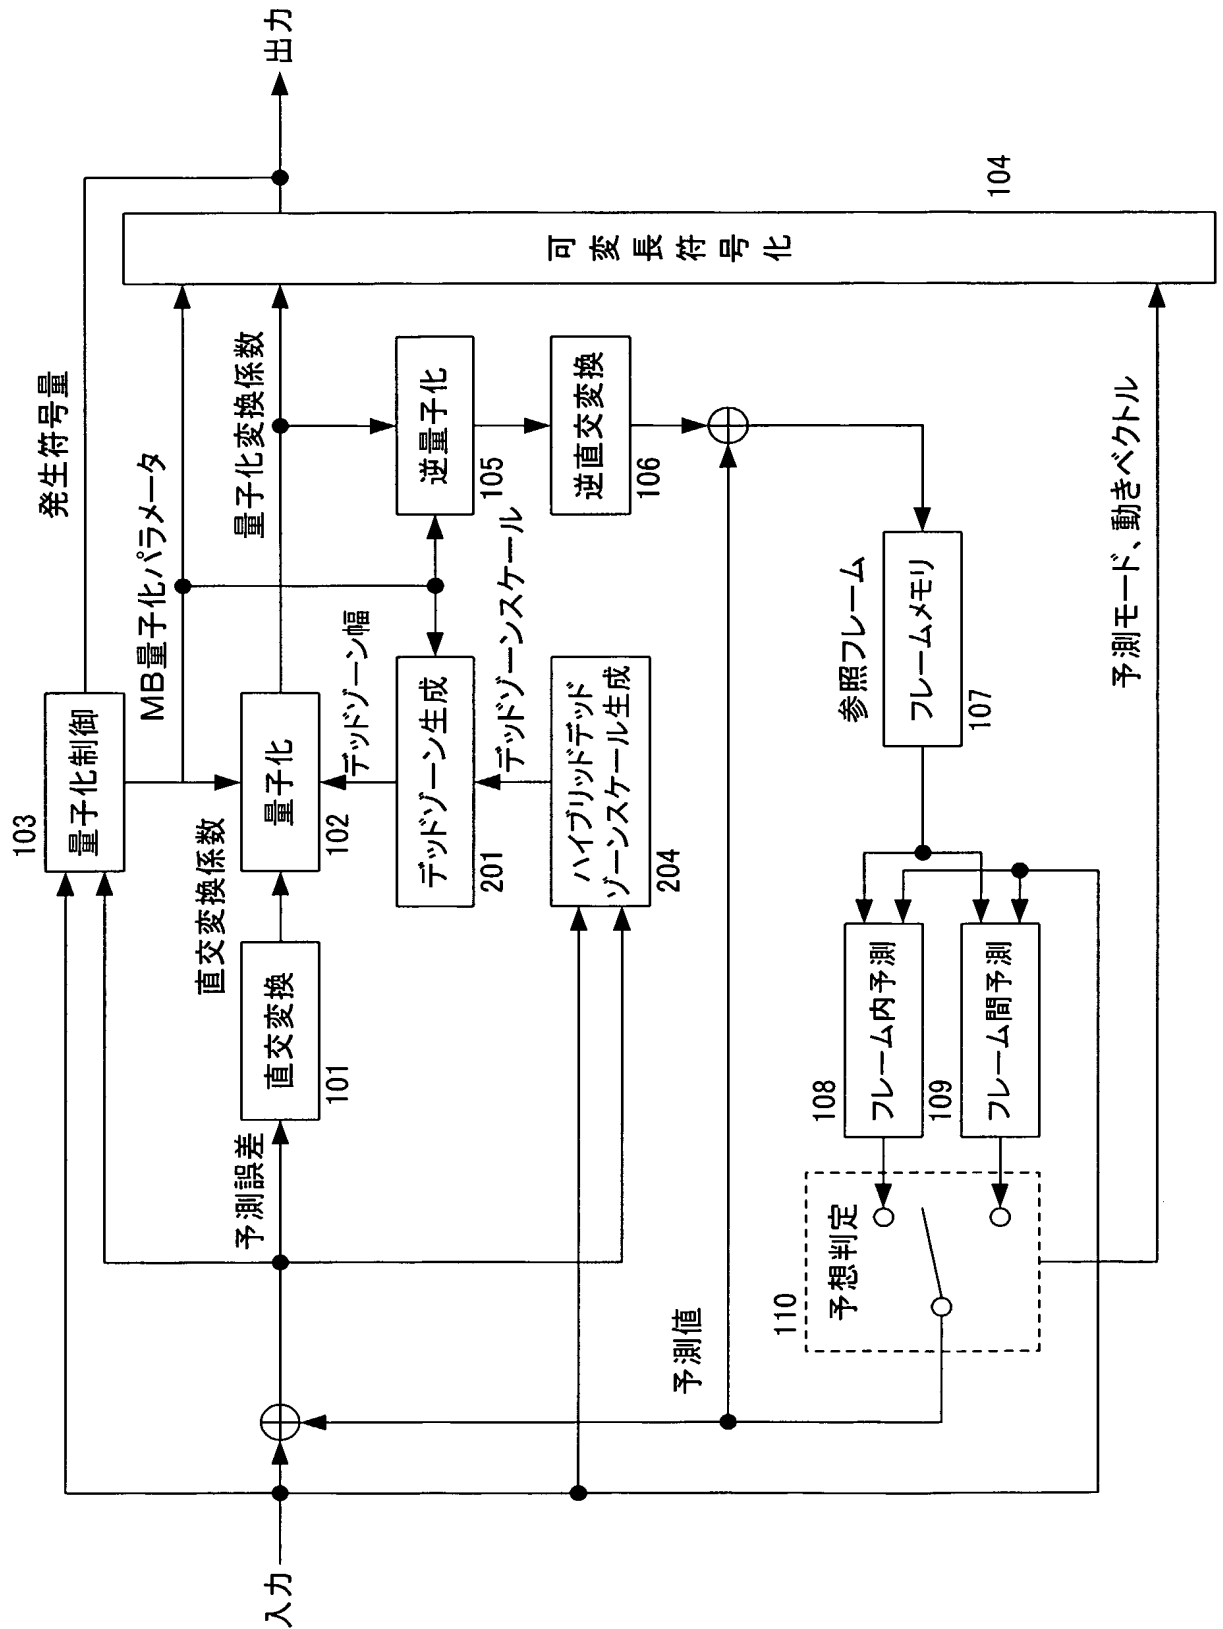 発生符号量
103
量子化制御
MB量子化パラメータ
出力
入力
予測誤差
直交変換
101
直交変換係数
量子化
102
量子化変換係数
可変長符号化
104
デッドゾーン幅
デッドゾーン生成
201
逆量子化
105
デッドゾーンスケール
ハイブリッドデッド
ゾーンスケール生成
204
逆直交変換
106
予測値
参照フレーム
フレームメモリ
107
110
予想判定
108
フレーム内予測
109
フレーム間予測
予測モード、動きベクトル